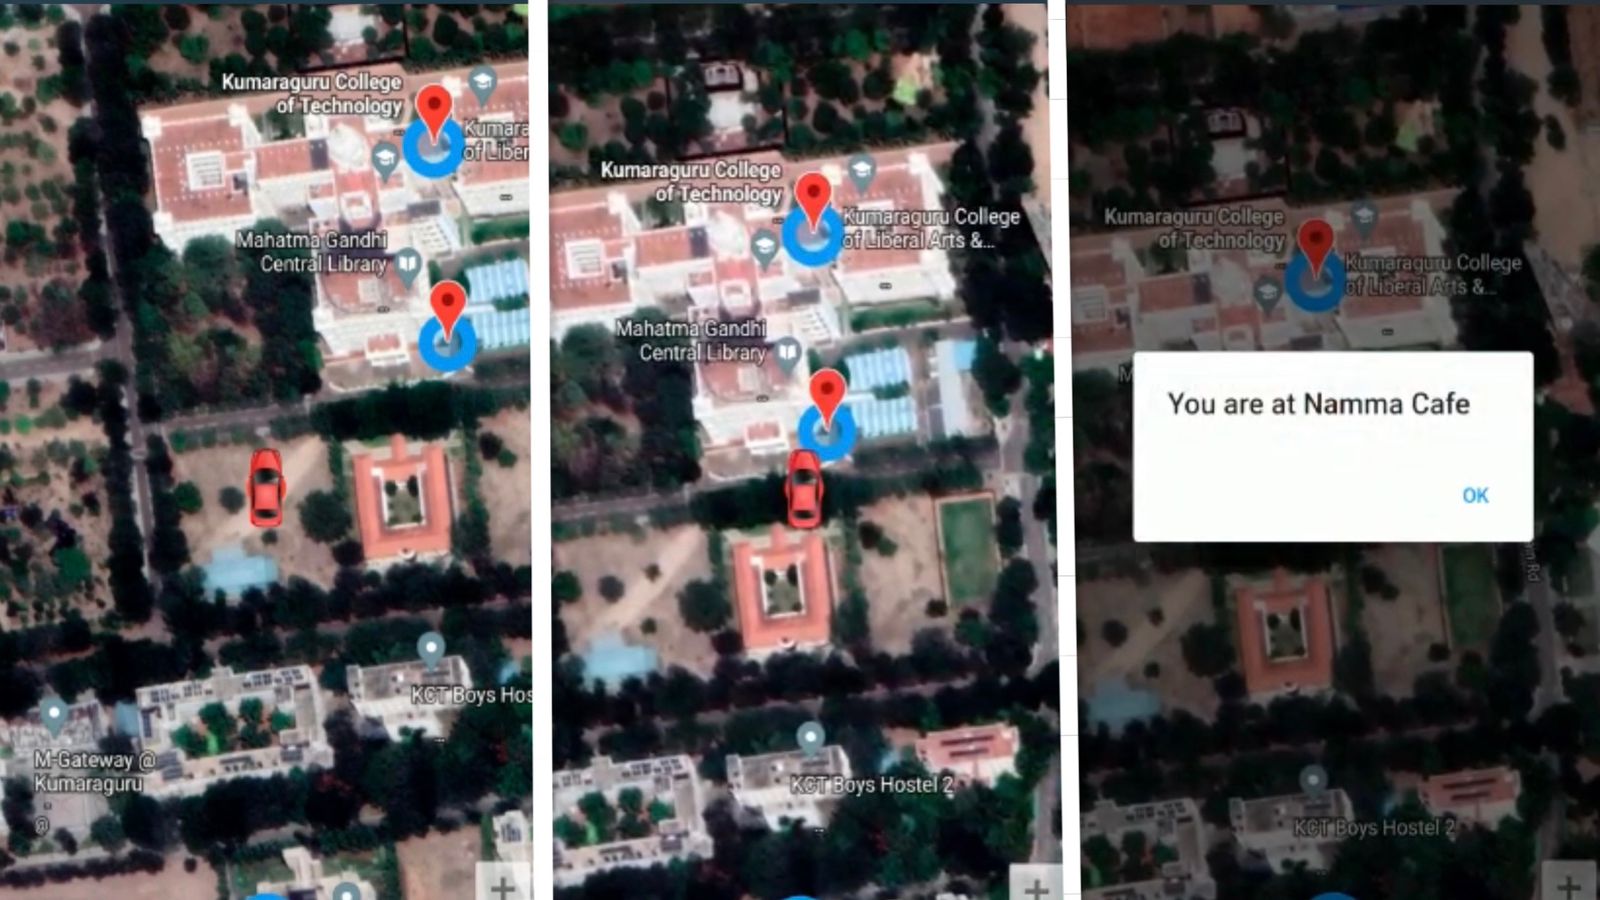 Kumaraguru College
of Technology
Kumara
of Liber
Mahatma Gandhi
Central Library
KCT Boys Hos
M-Gateway @
Kumaraguru
@
Kumaraguru College
of Technology
Kumaraguru College
of Liberal Arts &...
Mahatma Gandhi
Central Library
KCT Boys Hostel 2
Kumaraguru College
of Technology
Kumaraguru College
of Liberal Arts &...
M
You are at Namma Cafe
OK
Rd
KCT Boys Hostel 2